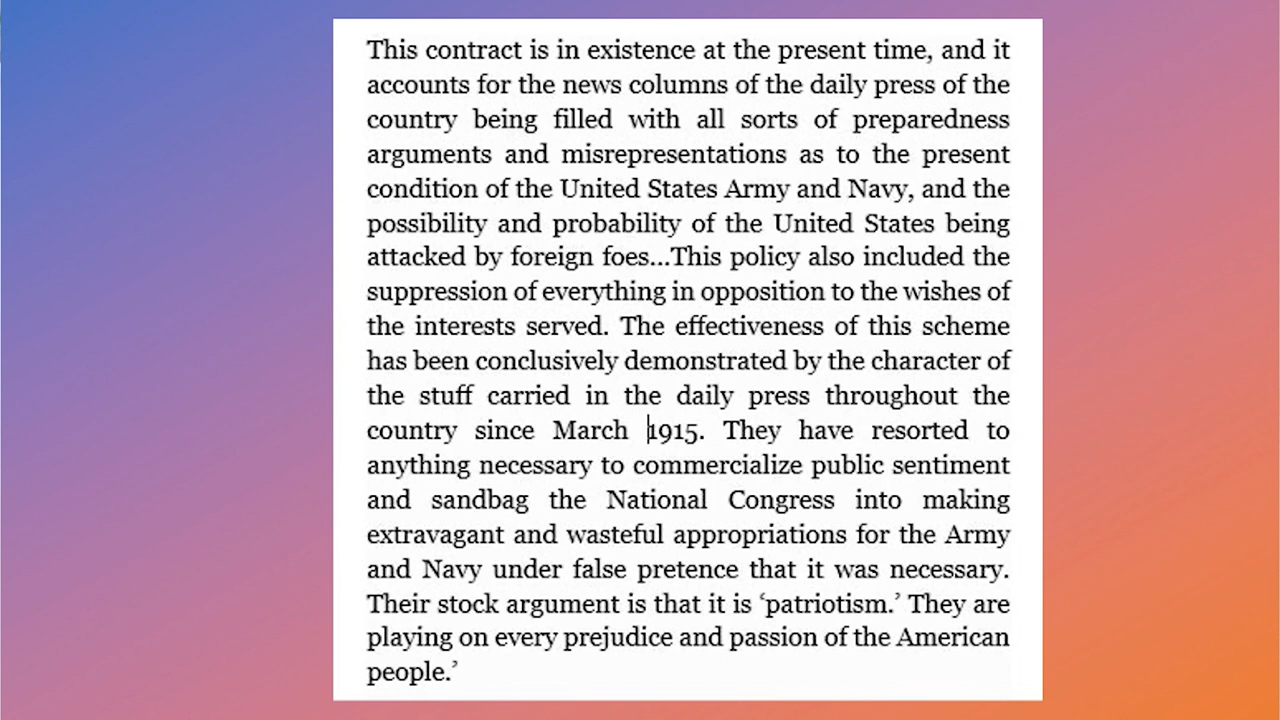 This contract is in existence at the present time, and it
accounts for the news columns of the daily press of the
country being filled with all sorts of preparedness
arguments and misrepresentations as to the present
condition of the United States Army and Navy, and the
possibility and probability of the United States being
attacked by foreign foes...This policy also included the
suppression of everything in opposition to the wishes of
the interests served. The effectiveness of this scheme
has been conclusively demonstrated by the character of
the stuff carried in the daily press throughout the
country since March 1915. They have resorted to
anything necessary to commercialize public sentiment
and sandbag the National Congress into making
extravagant and wasteful appropriations for the Army
and Navy under false pretence that it was necessary.
Their stock argument is that it is ‘patriotism.’ They are
playing on every prejudice and passion of the American
people.’